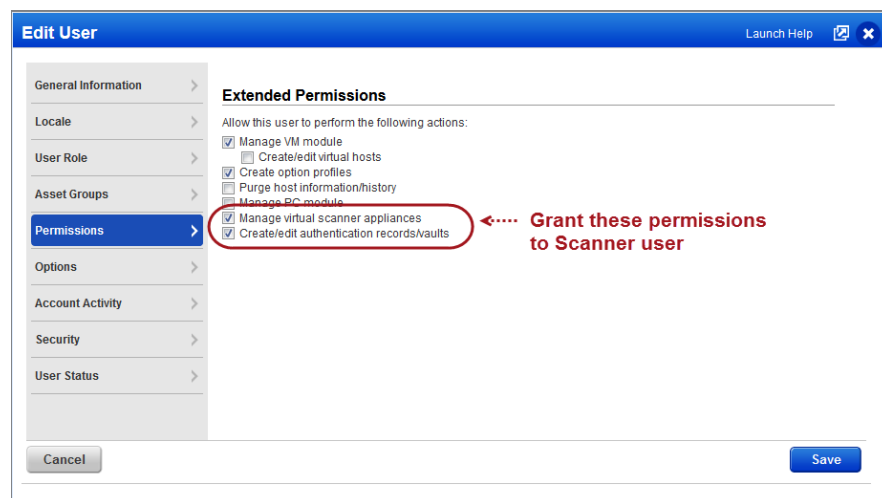 Edit User
Launch Help
General Information
Locale
User Role
Asset Groups
Permissions
Options
Account Activity
Security
User Status
Extended Permissions
Allow this user to perform the following actions:
Manage VM module
Create/edit virtual hosts
Create option profiles
Purge host information/history
Manage PC module
Manage virtual scanner appliances
Create/edit authentication records/vaults
Grant these permissions
to Scanner user
Cancel
Save